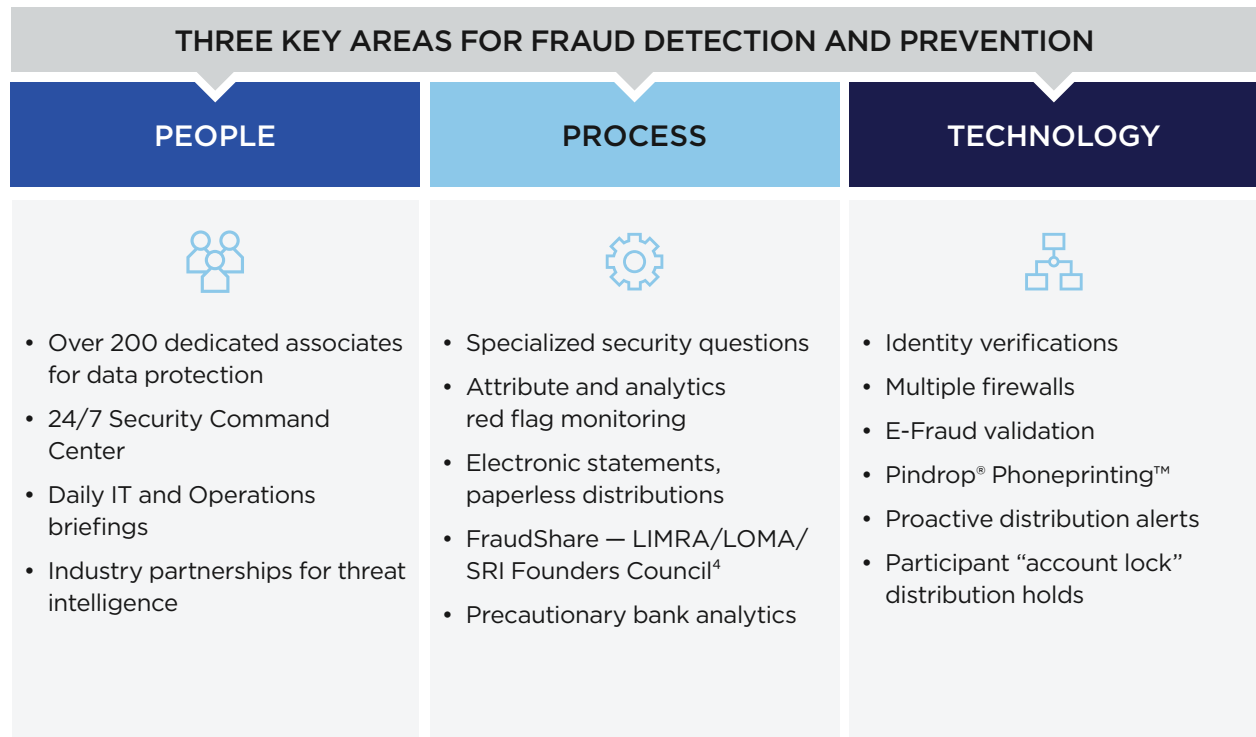 THREE KEY AREAS FOR FRAUD DETECTION AND PREVENTION
PEOPLE
• Over 200 dedicated associates
for data protection
• 24/7 Security Command
Center
• Daily IT and Operations
briefings
• Industry partnerships for threat
intelligence
PROCESS
• Specialized security questions
• Attribute and analytics
red flag monitoring
• Electronic statements,
paperless distributions
• FraudShare — LIMRA/LOMA/
SRI Founders Council⁴
• Precautionary bank analytics
TECHNOLOGY
• Identity verifications
• Multiple firewalls
• E-Fraud validation
• Pindrop® Phoneprinting™
• Proactive distribution alerts
• Participant “account lock”
distribution holds